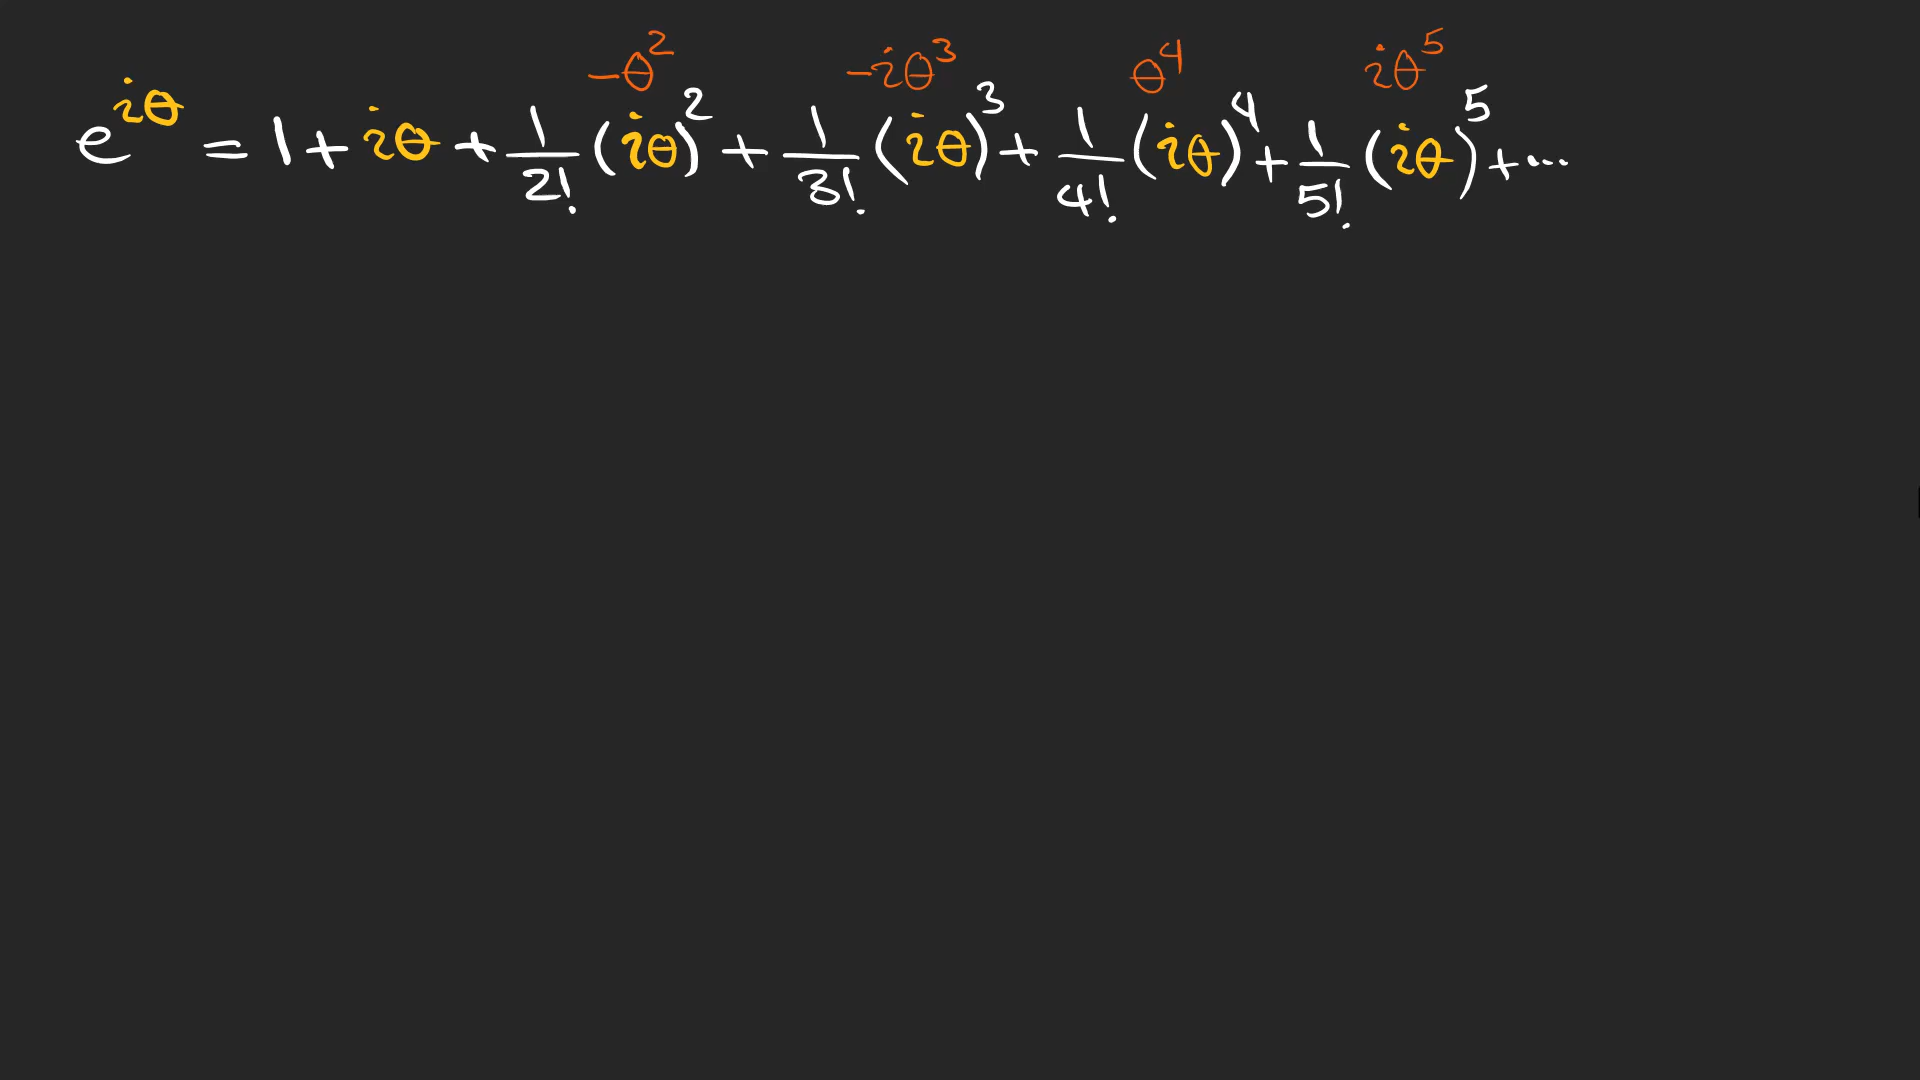 -θ² -iθ³ θ⁴ iθ⁵
e^{iθ} = 1 + iθ + 1/2! (iθ)² + 1/3! (iθ)³ + 1/4! (iθ)⁴ + 1/5! (iθ)⁵ + ...